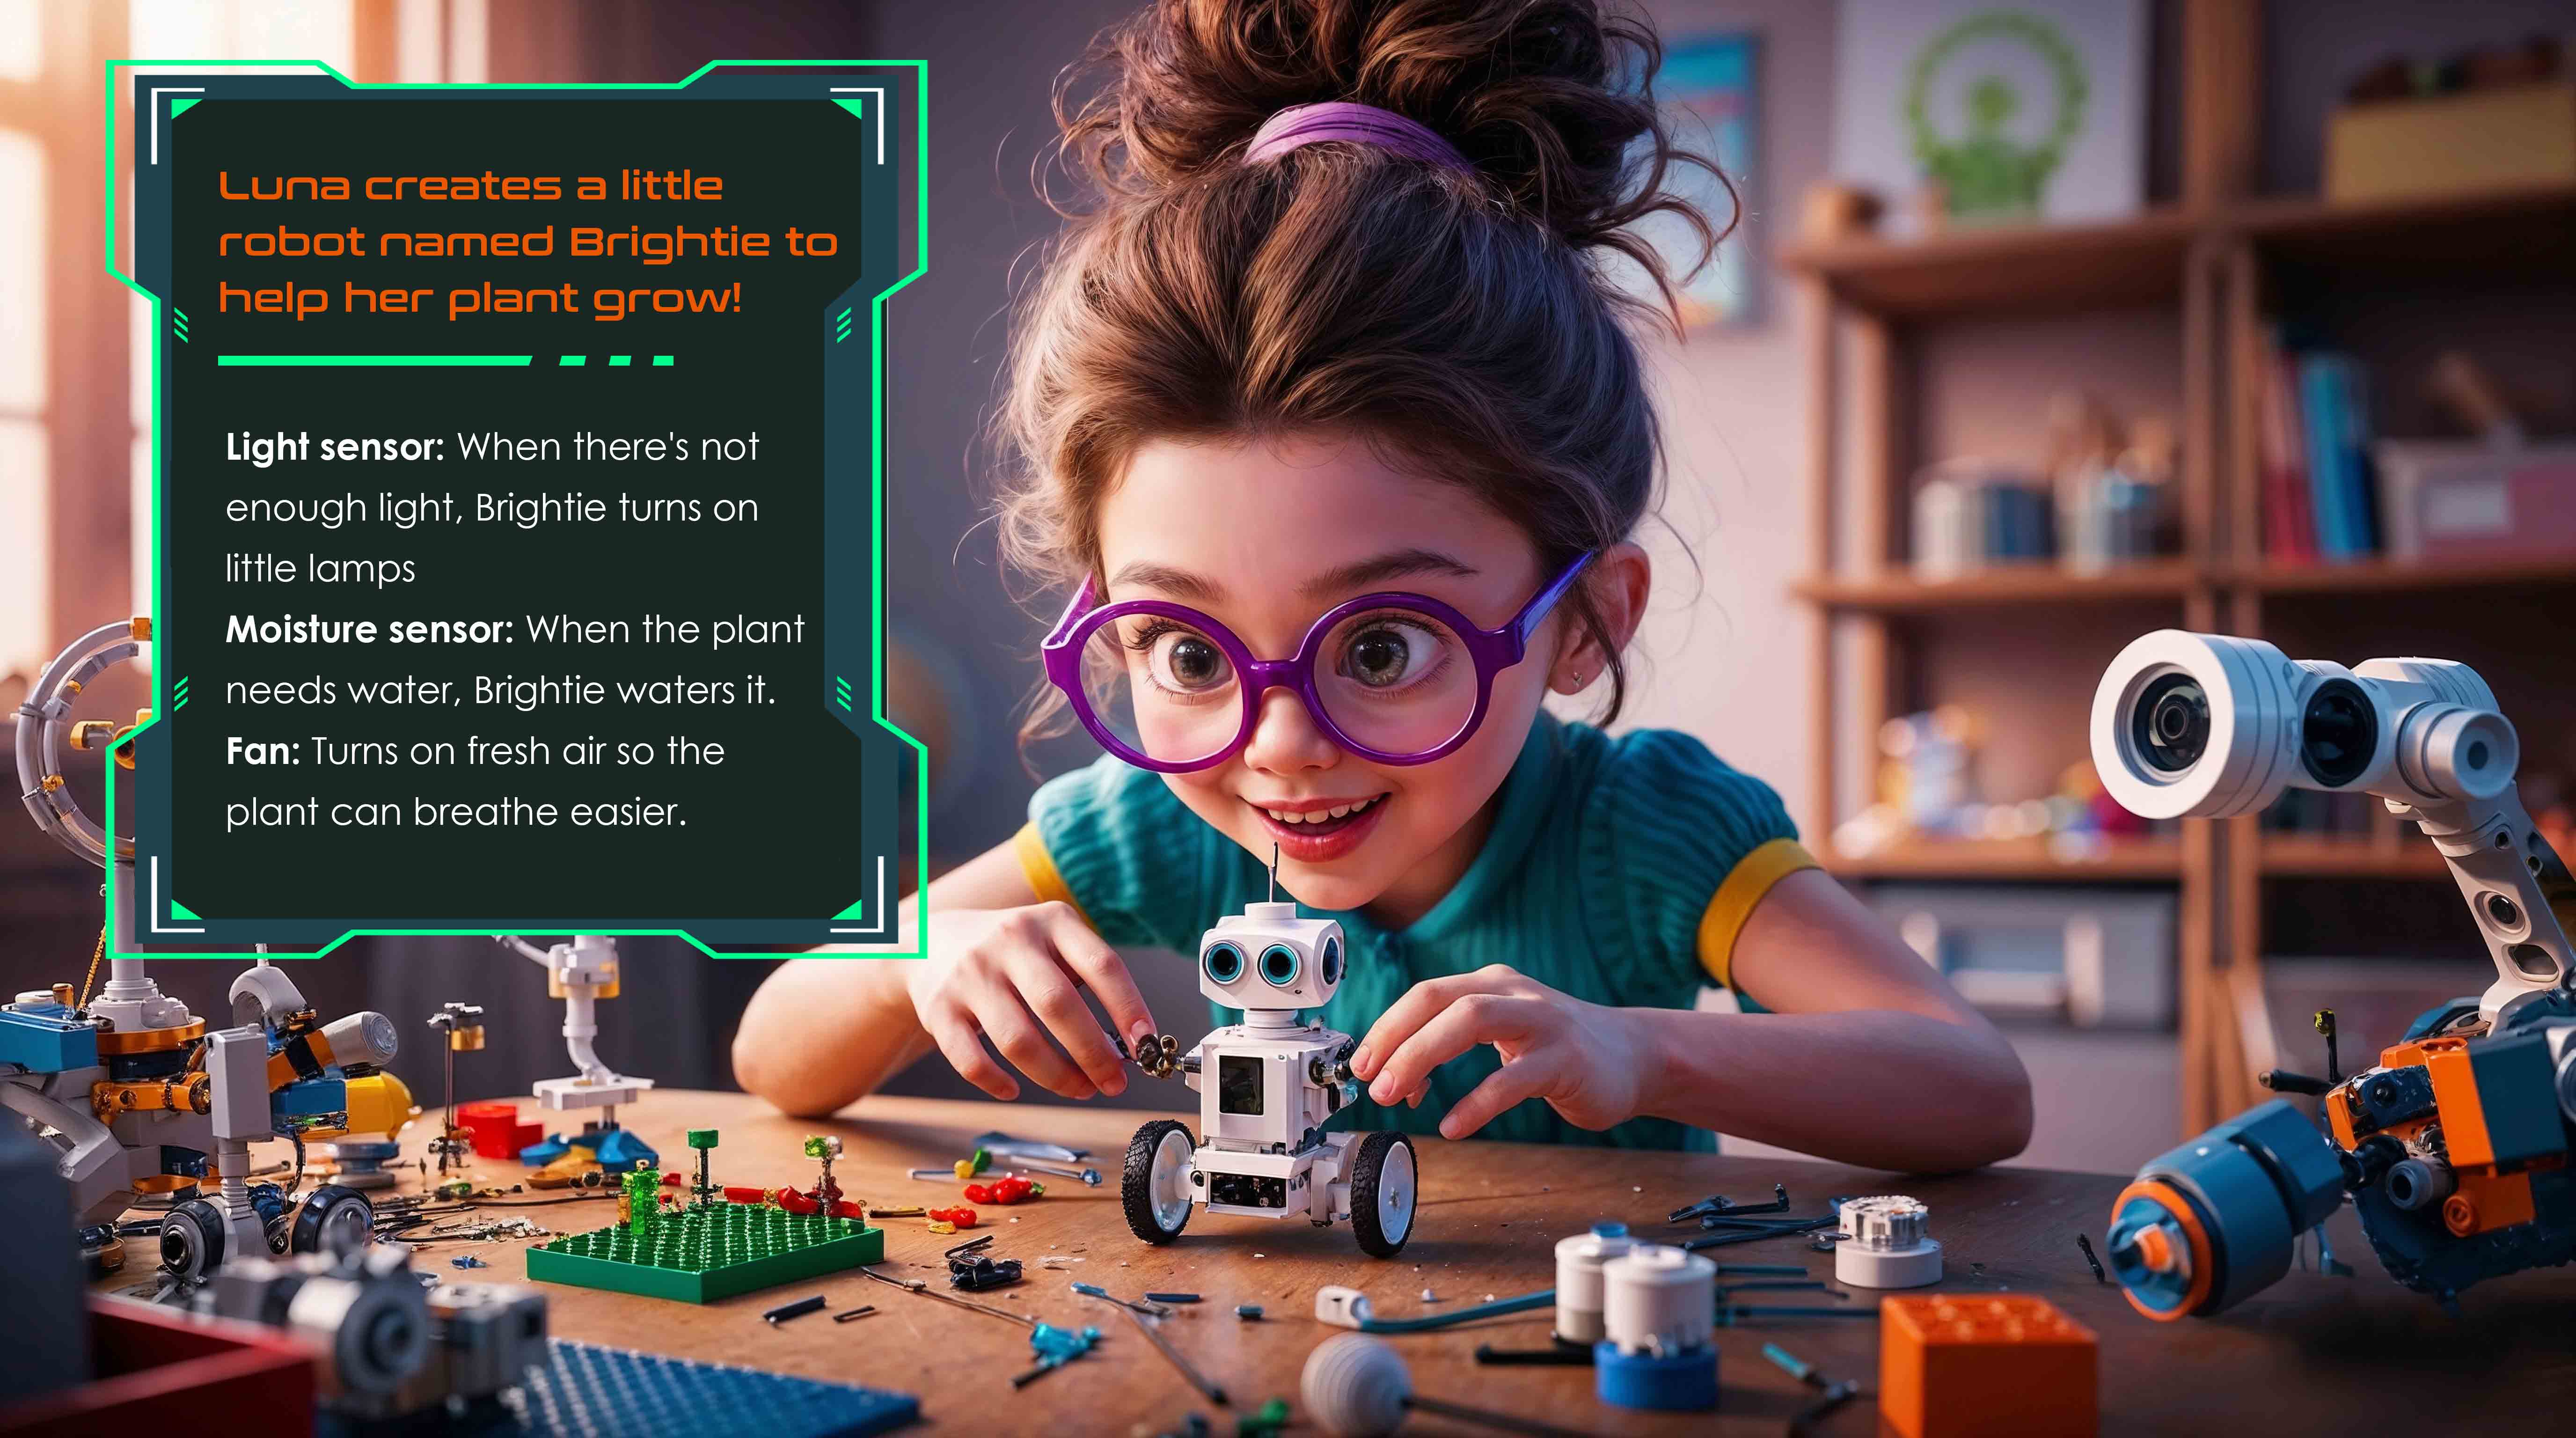 Luna creates a little
robot named Brightie to
help her plant grow!
Light sensor: When there's not
enough light, Brightie turns on
little lamps
Moisture sensor: When the plant
needs water, Brightie waters it.
Fan: Turns on fresh air so the
plant can breathe easier.